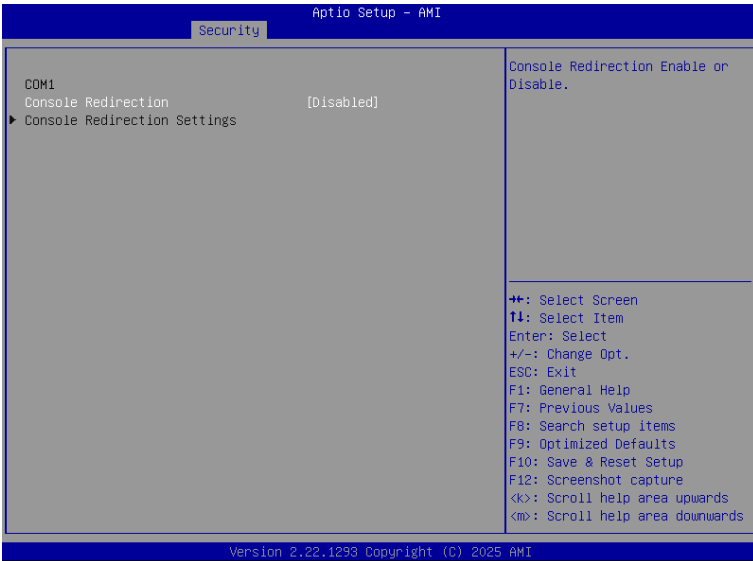 Aptio Setup – AMI
Security
COM1
Console Redirection [Disabled]
Console Redirection Settings
Console Redirection Enable or
Disable.
→←: Select Screen
↑↓: Select Item
Enter: Select
+/-: Change Opt.
ESC: Exit
F1: General Help
F7: Previous Values
F8: Search setup items
F9: Optimized Defaults
F10: Save & Reset Setup
F12: Screenshot capture
<k>: Scroll help area upwards
<m>: Scroll help area downwards
Version 2.22.1293 Copyright (C) 2025 AMI